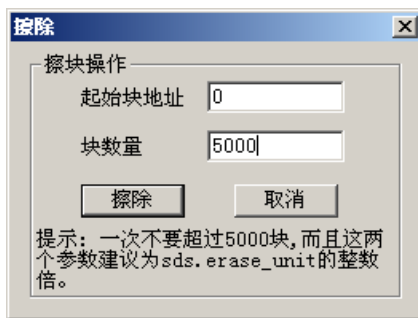 擦除
擦块操作
起始块地址 0
块数量 5000
擦除 取消
提示：一次不要超过5000块,而且这两
个参数建议为sds.erase_unit的整数
倍。